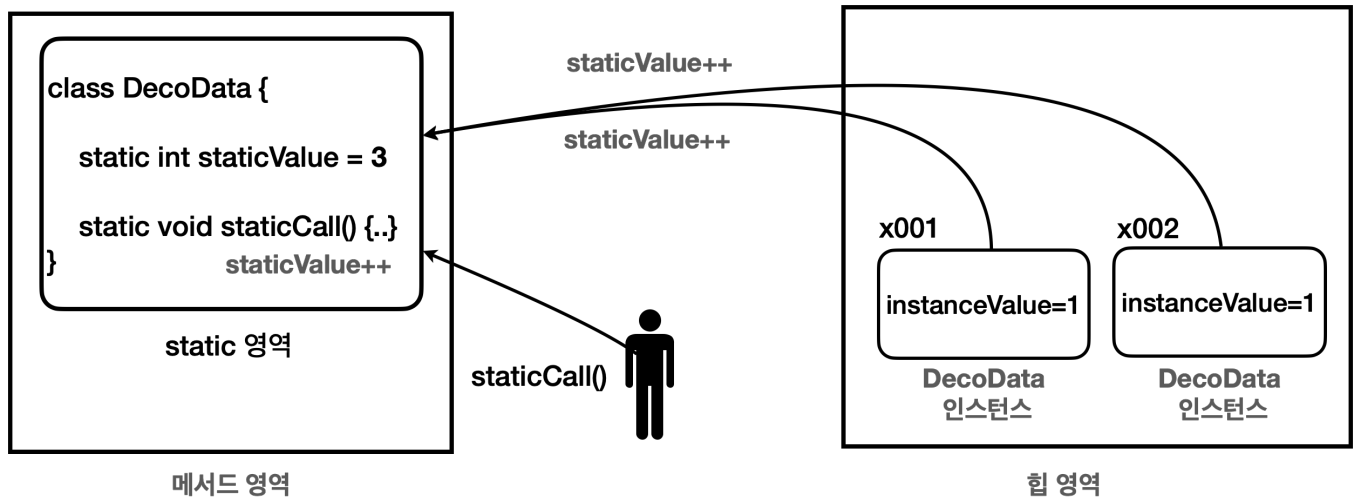 class DecoData {
static int staticValue = 3
static void staticCall() {..}
}
staticValue++
static 영역
메서드 영역
staticValue++
staticValue++
staticCall()
x001
instanceValue=1
DecoData
인스턴스
x002
instanceValue=1
DecoData
인스턴스
힙 영역